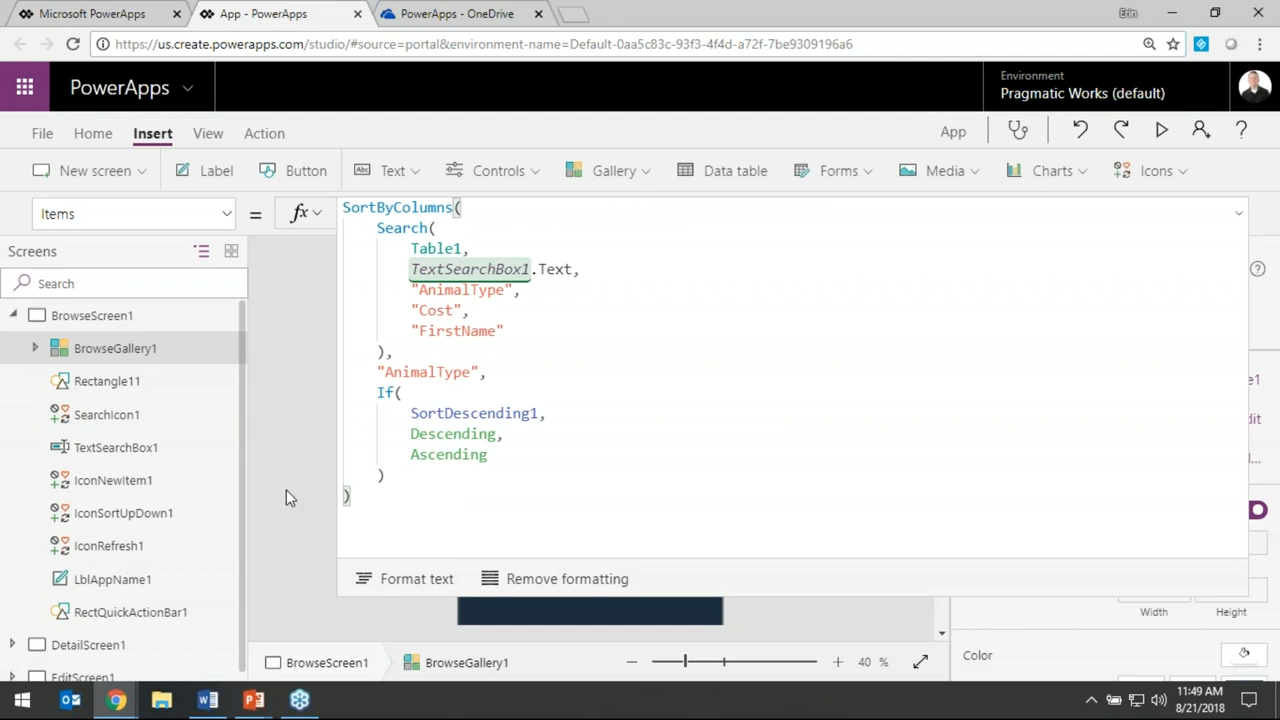 Microsoft PowerApps
App - PowerApps
PowerApps - OneDrive
Erin
https://us.create.powerapps.com/studio/#source=portal&environment-name=Default-0aa5c83c-93f3-4f4d-a72f-7be9309196a6
PowerApps
Environment
Pragmatic Works (default)
File Home Insert View Action App
New screen Label Button Text Controls Gallery Data table Forms Media Charts Icons
Items = fx
SortByColumns(
Search(
Table1,
TextSearchBox1.Text,
"AnimalType",
"Cost",
"FirstName"
),
"AnimalType",
If(
SortDescending1,
Descending,
Ascending
)
)
Format text Remove formatting
Screens
Search
BrowseScreen1
BrowseGallery1
Rectangle11
SearchIcon1
TextSearchBox1
IconNewItem1
IconSortUpDown1
IconRefresh1
LblAppName1
RectQuickActionBar1
DetailScreen1
EditScreen1
Width Height
Color
BrowseScreen1 BrowseGallery1 40 %
11:49 AM
8/21/2018